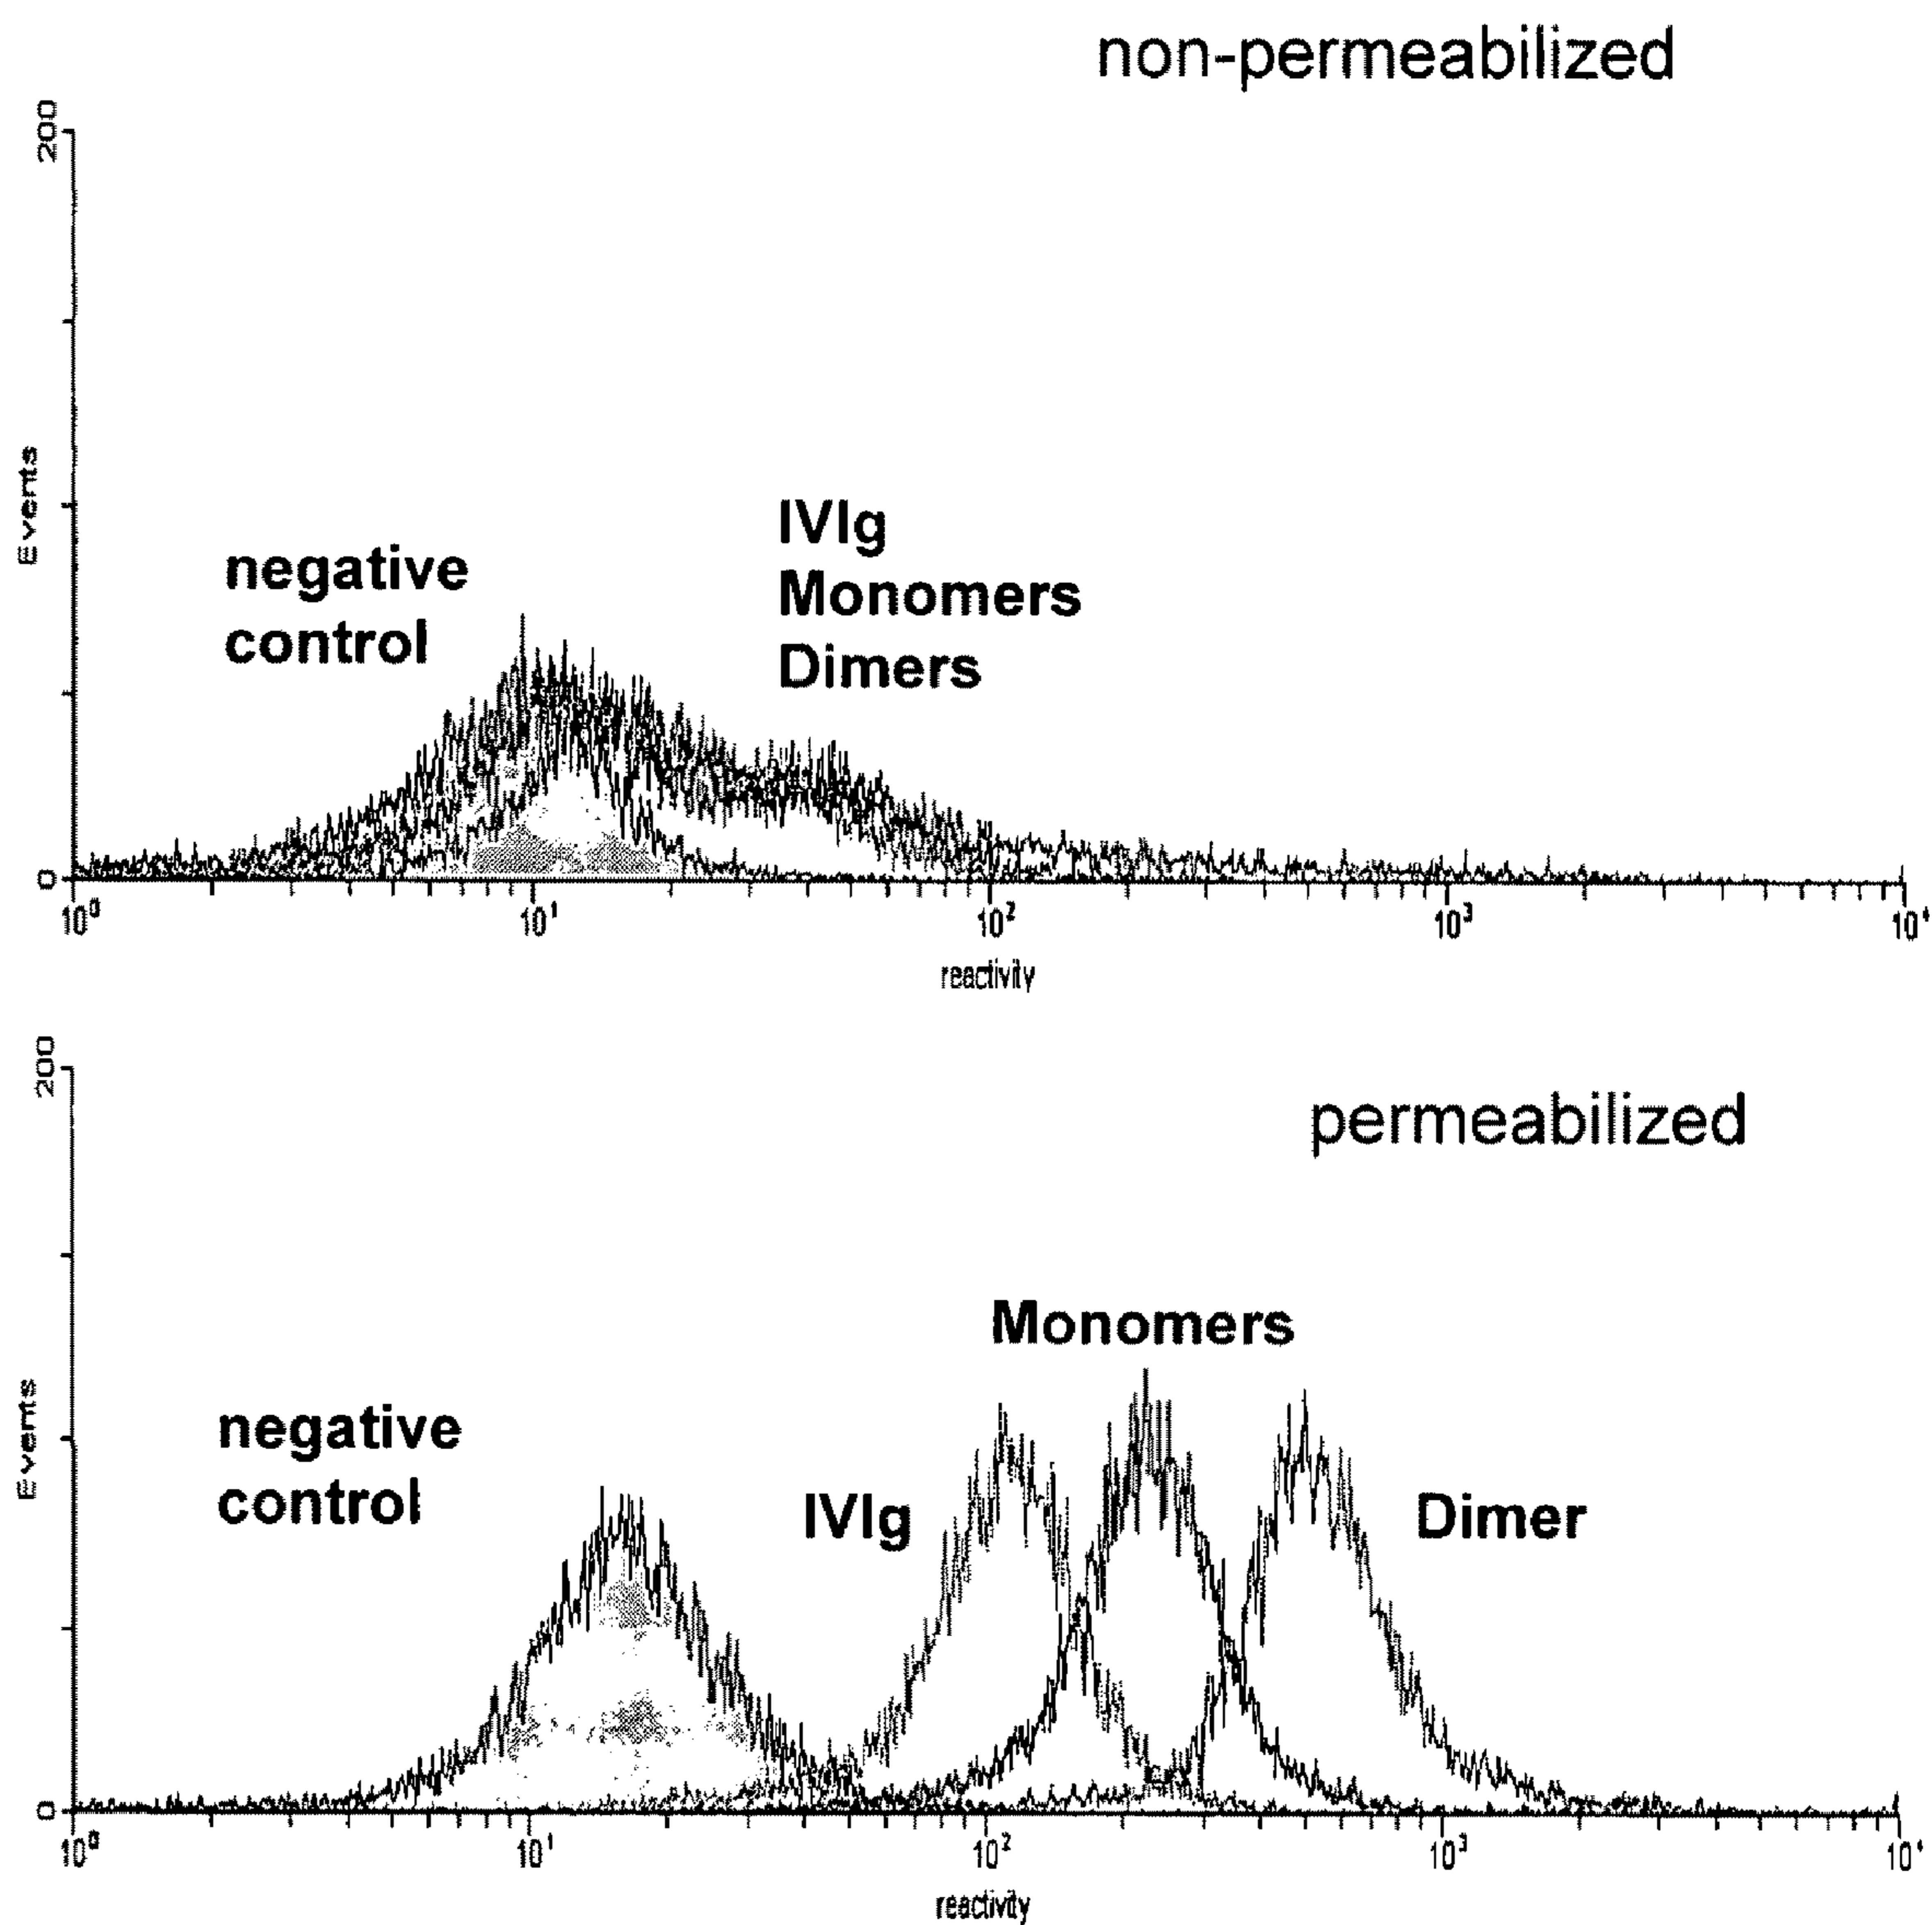 non-permeabilized
200
Events
negative
control
IVIg
Monomers
Dimers
0
10⁰ 10¹ 10² 10³ 10⁴
reactivity
200
permeabilized
Events
Monomers
negative
control
IVIg
Dimer
0
10⁰ 10¹ 10² 10³ 10⁴
reactivity